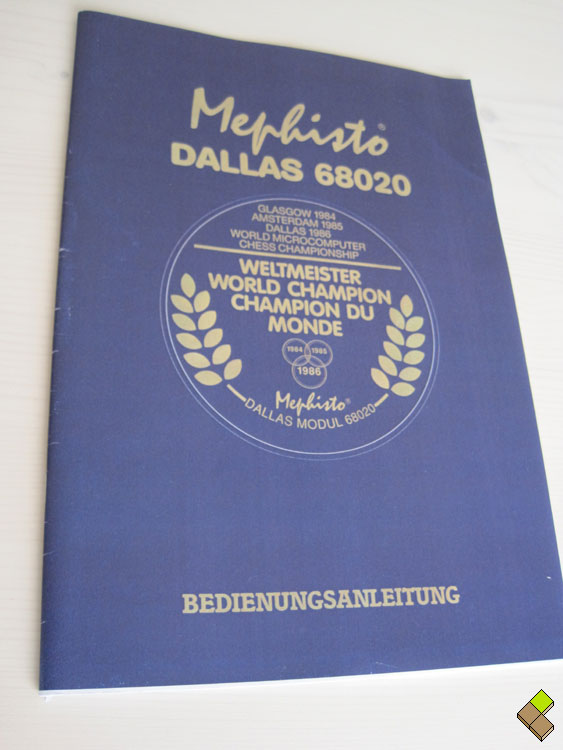 Mephisto®
DALLAS 68020
GLASGOW 1984
AMSTERDAM 1985
DALLAS 1986
WORLD MICROCOMPUTER
CHESS CHAMPIONSHIP
WELTMEISTER
WORLD CHAMPION
CHAMPION DU
MONDE
1984 1985
1986
Mephisto®
DALLAS MODUL 68020
BEDIENUNGSANLEITUNG